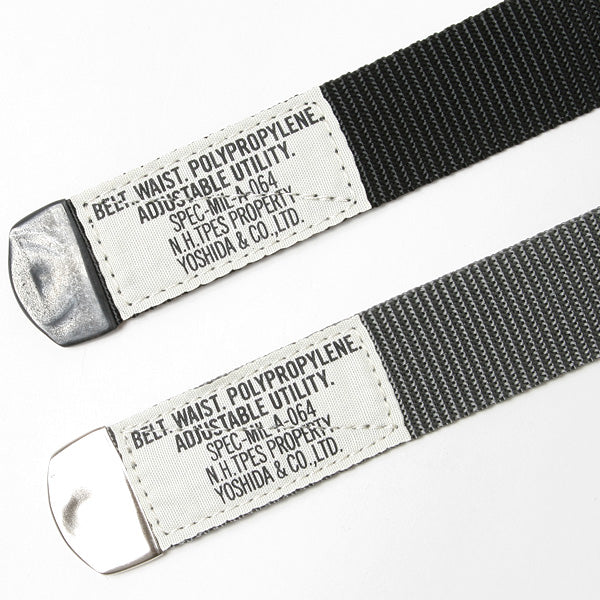 BELT. WAIST. POLYPROPYLENE.
ADJUSTABLE UTILITY.
SPEC-MIL-A-064
N.H.TPES PROPERTY
YOSHIDA & CO.,LTD.
BELT. WAIST. POLYPROPYLENE.
ADJUSTABLE UTILITY.
SPEC-MIL-A-064
N.H.TPES PROPERTY
YOSHIDA & CO.,LTD.